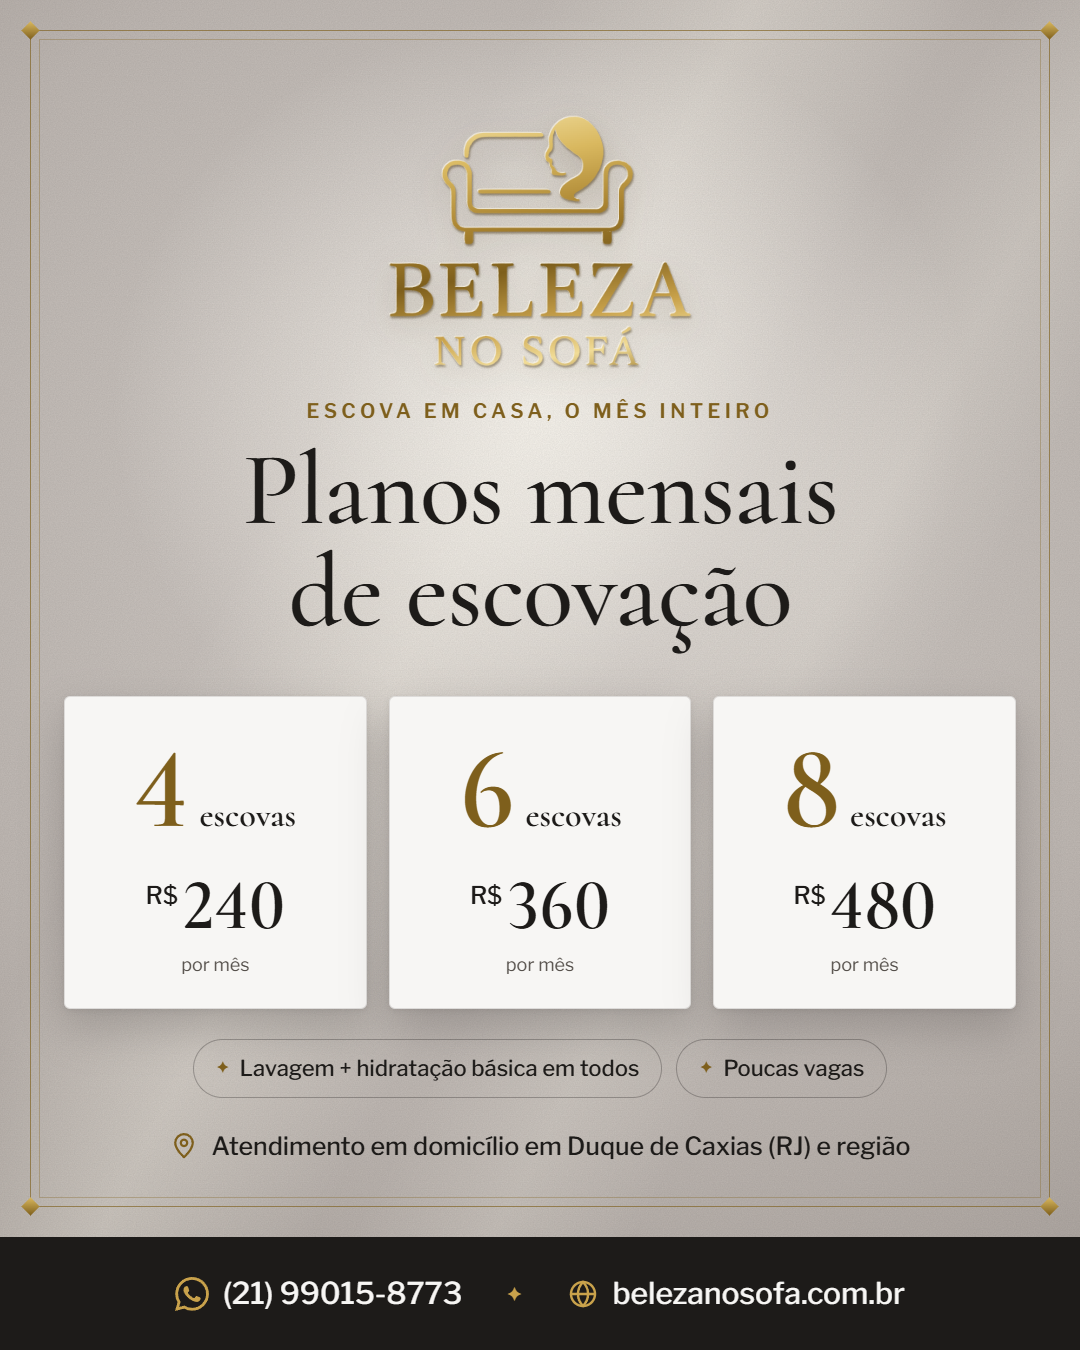 BELEZA
NO SOFÁ
ESCOVA EM CASA, O MÊS INTEIRO
Planos mensais
de escovação
4 escovas
R$ 240
por mês
6 escovas
R$ 360
por mês
8 escovas
R$ 480
por mês
Lavagem + hidratação básica em todos
Poucas vagas
Atendimento em domicílio em Duque de Caxias (RJ) e região
(21) 99015-8773
belezanosofa.com.br